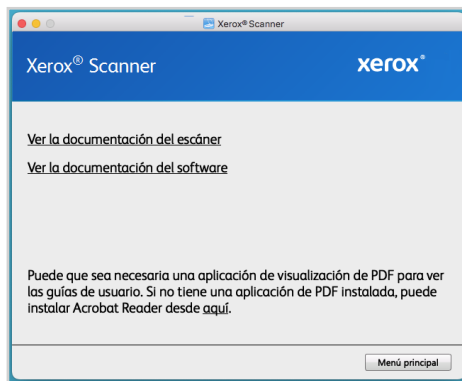 Xerox® Scanner
Xerox® Scanner
xerox®
Ver la documentación del escáner
Ver la documentación del software
Puede que sea necesaria una aplicación de visualización de PDF para ver
las guías de usuario. Si no tiene una aplicación de PDF instalada, puede
instalar Acrobat Reader desde aquí.
Menú principal